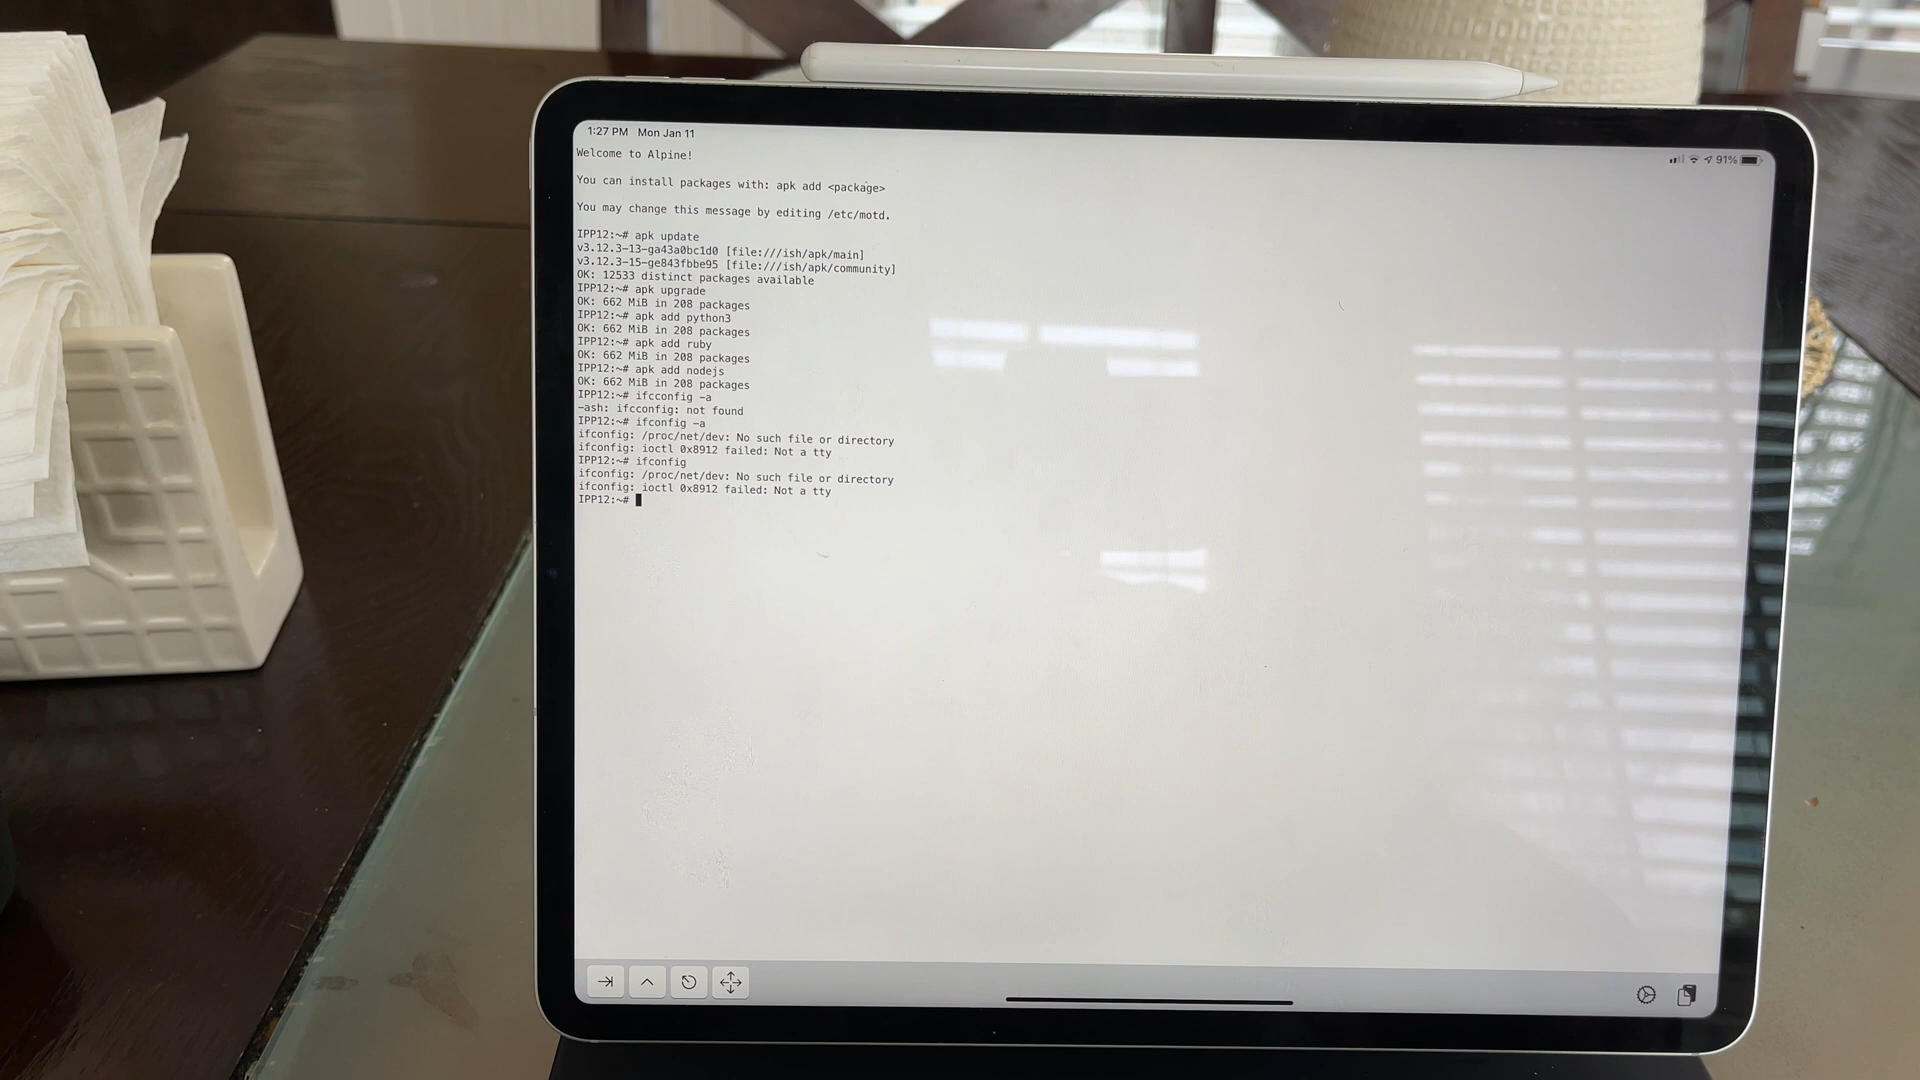 1:27 PM Mon Jan 11
91%
Welcome to Alpine!
You can install packages with: apk add <package>
You may change this message by editing /etc/motd.
IPP12:~# apk update
v3.12.3-13-ga43a0bc1d0 [file:///ish/apk/main]
v3.12.3-15-ge843fbbe95 [file:///ish/apk/community]
OK: 12533 distinct packages available
IPP12:~# apk upgrade
OK: 662 MiB in 208 packages
IPP12:~# apk add python3
OK: 662 MiB in 208 packages
IPP12:~# apk add ruby
OK: 662 MiB in 208 packages
IPP12:~# apk add nodejs
OK: 662 MiB in 208 packages
IPP12:~# ifcconfig -a
-ash: ifcconfig: not found
IPP12:~# ifconfig -a
ifconfig: /proc/net/dev: No such file or directory
ifconfig: ioctl 0x8912 failed: Not a tty
IPP12:~# ifconfig
ifconfig: /proc/net/dev: No such file or directory
ifconfig: ioctl 0x8912 failed: Not a tty
IPP12:~#